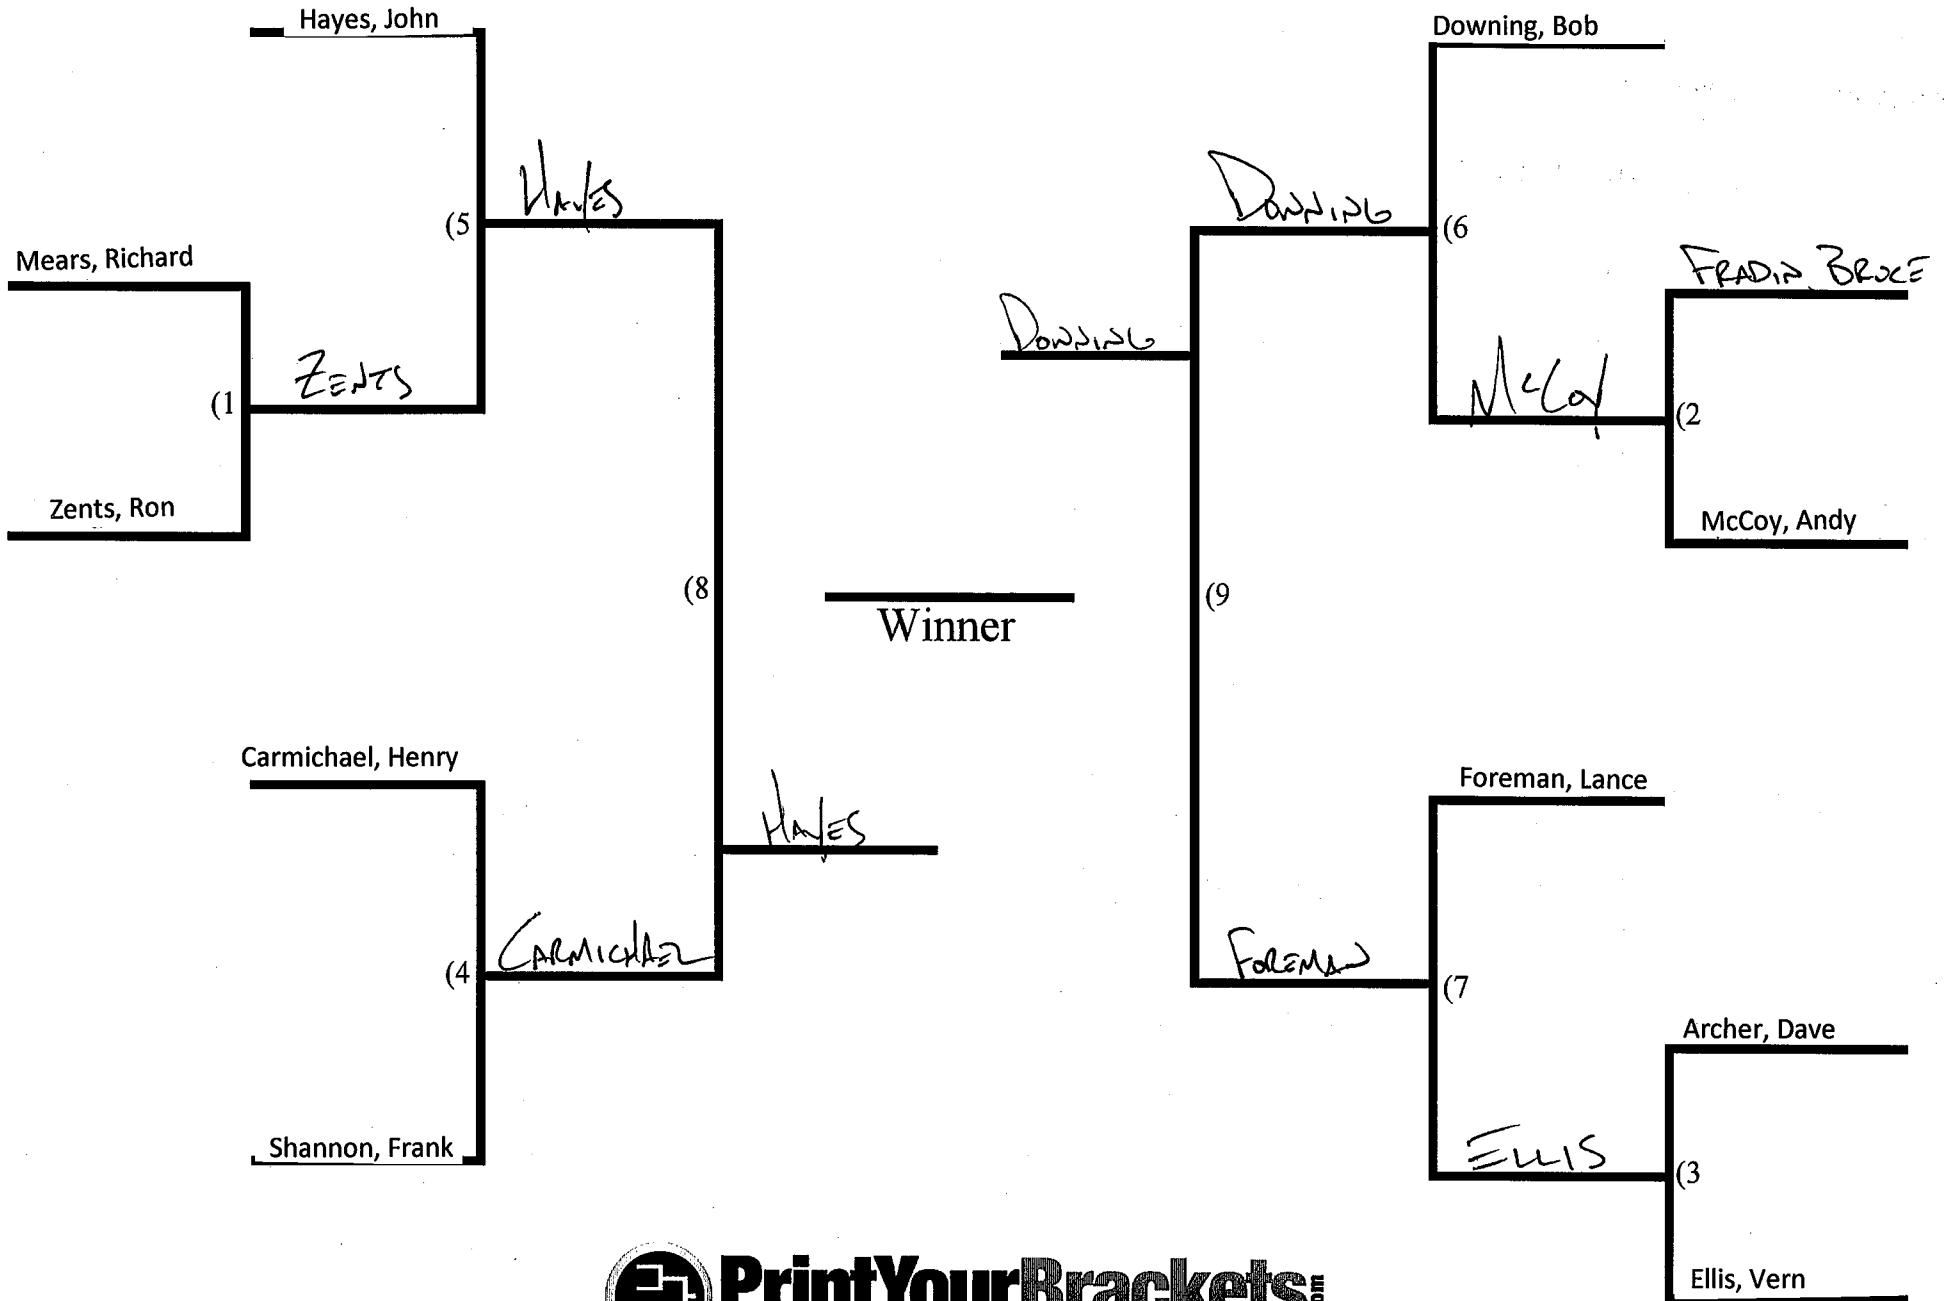 Hayes, John
Downing, Bob
Hayes
Downing
(5
(6
Mears, Richard
Fradin, Bruce
Downing
Zents
McCoy
(1
(2
Zents, Ron
McCoy, Andy
(8
(9
Winner
Carmichael, Henry
Foreman, Lance
Hayes
Carmichael
Foreman
(4
(7
Archer, Dave
Shannon, Frank
Ellis
(3
PrintYourBrackets.com
Ellis, Vern